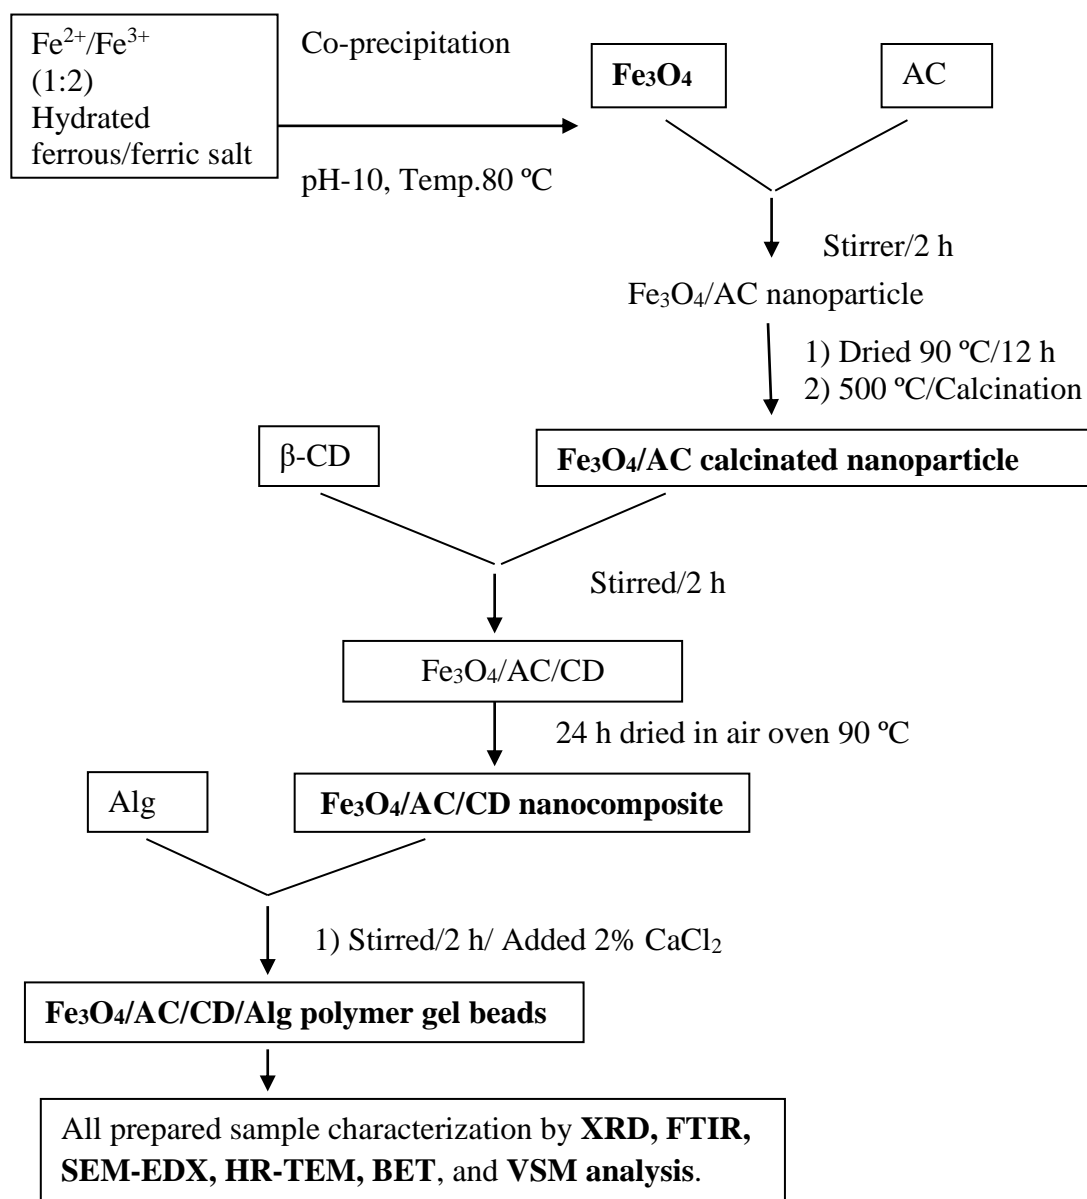 Fe²⁺/Fe³⁺
(1:2)
Hydrated
ferrous/ferric salt
Co-precipitation
pH-10, Temp.80 ºC
Fe₃O₄
AC
Stirrer/2 h
Fe₃O₄/AC nanoparticle
1) Dried 90 ºC/12 h
2) 500 ºC/Calcination
β-CD
Fe₃O₄/AC calcinated nanoparticle
Stirred/2 h
Fe₃O₄/AC/CD
24 h dried in air oven 90 ºC
Alg
Fe₃O₄/AC/CD nanocomposite
1) Stirred/2 h/ Added 2% CaCl₂
Fe₃O₄/AC/CD/Alg polymer gel beads
All prepared sample characterization by XRD, FTIR,
SEM-EDX, HR-TEM, BET, and VSM analysis.